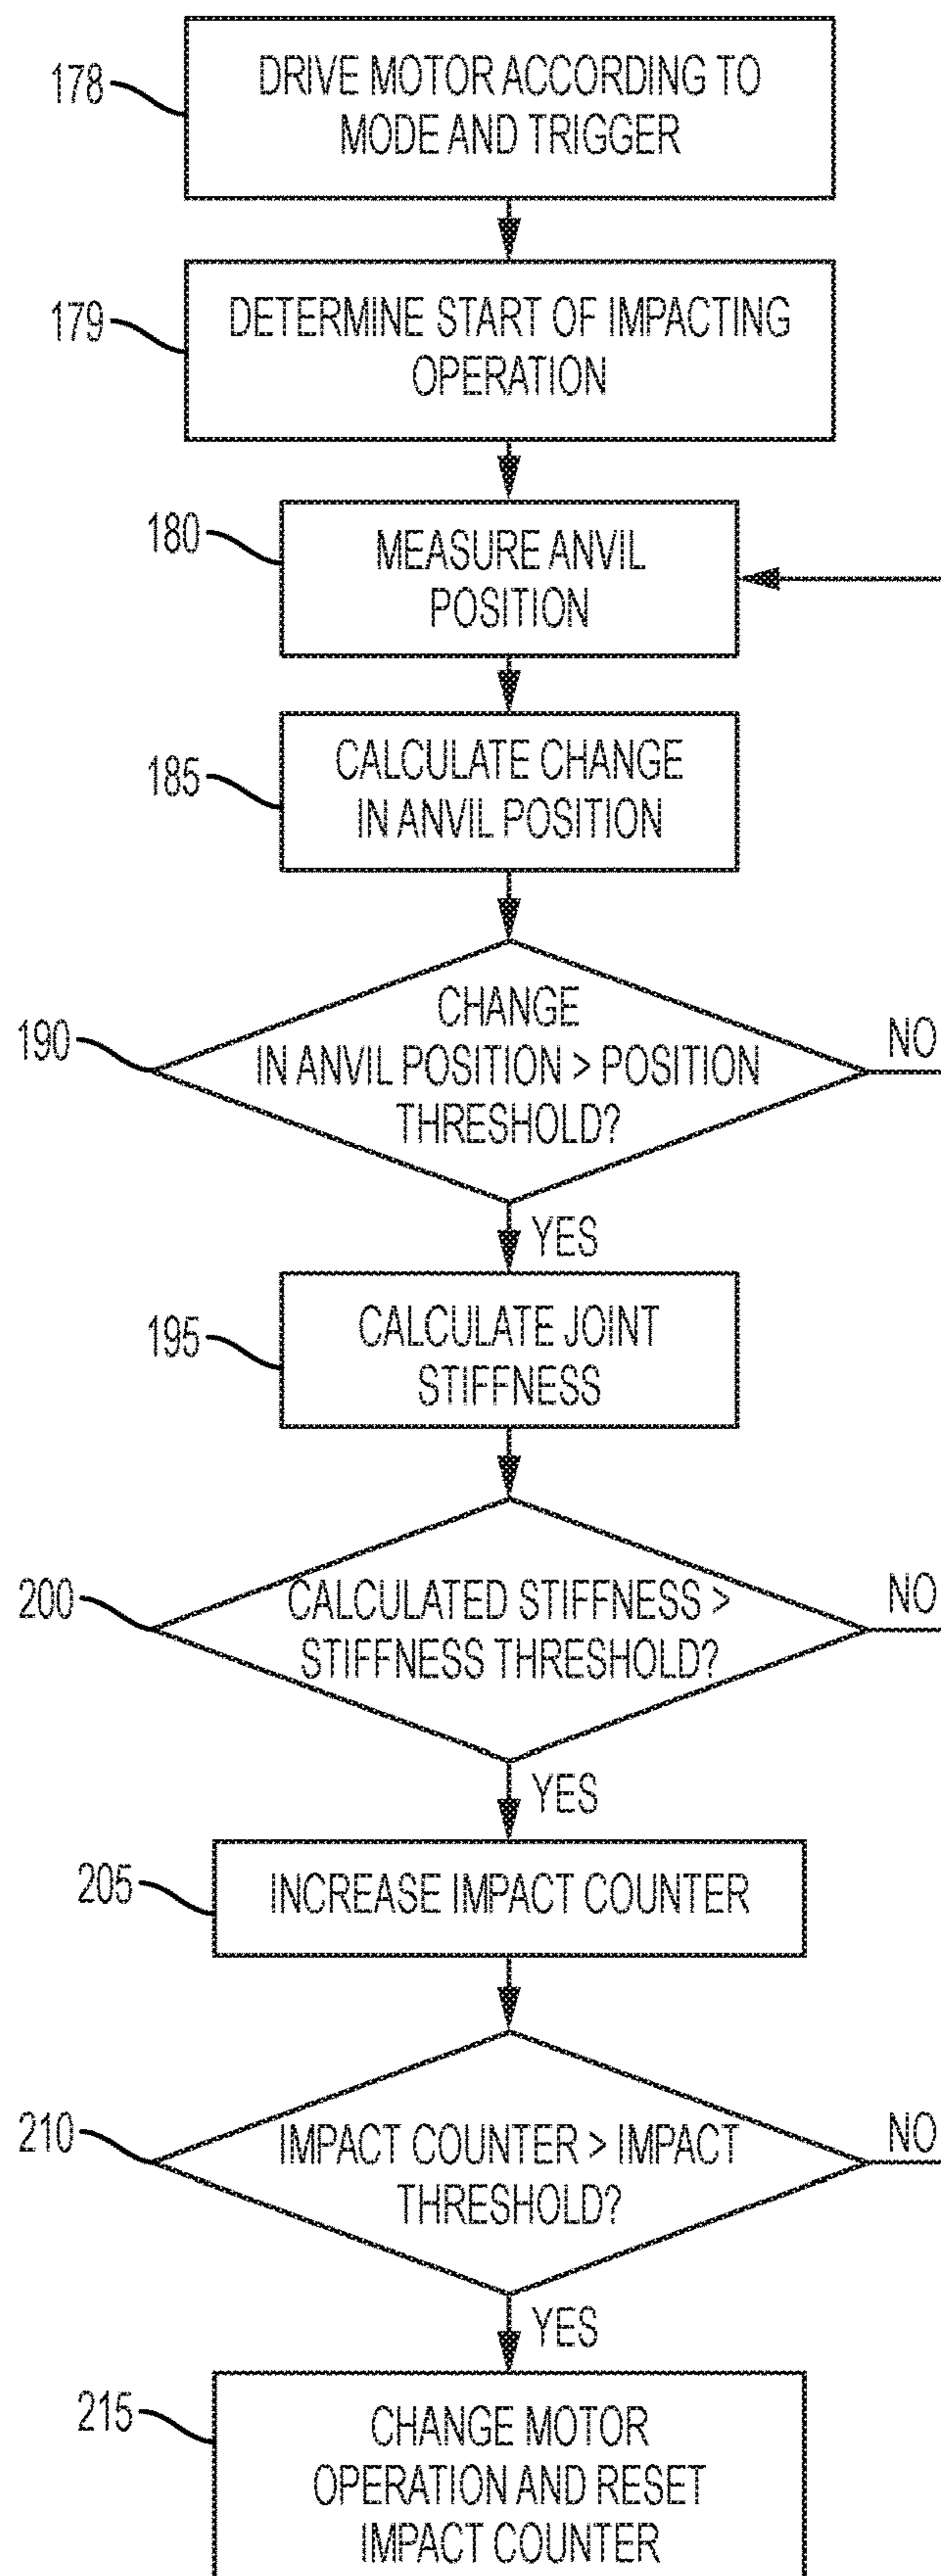 178
DRIVE MOTOR ACCORDING TO
MODE AND TRIGGER
179
DETERMINE START OF IMPACTING
OPERATION
180
MEASURE ANVIL
POSITION
185
CALCULATE CHANGE
IN ANVIL POSITION
190
CHANGE
IN ANVIL POSITION > POSITION
THRESHOLD?
NO
YES
195
CALCULATE JOINT
STIFFNESS
200
CALCULATED STIFFNESS >
STIFFNESS THRESHOLD?
NO
YES
205
INCREASE IMPACT COUNTER
210
IMPACT COUNTER > IMPACT
THRESHOLD?
NO
YES
215
CHANGE MOTOR
OPERATION AND RESET
IMPACT COUNTER